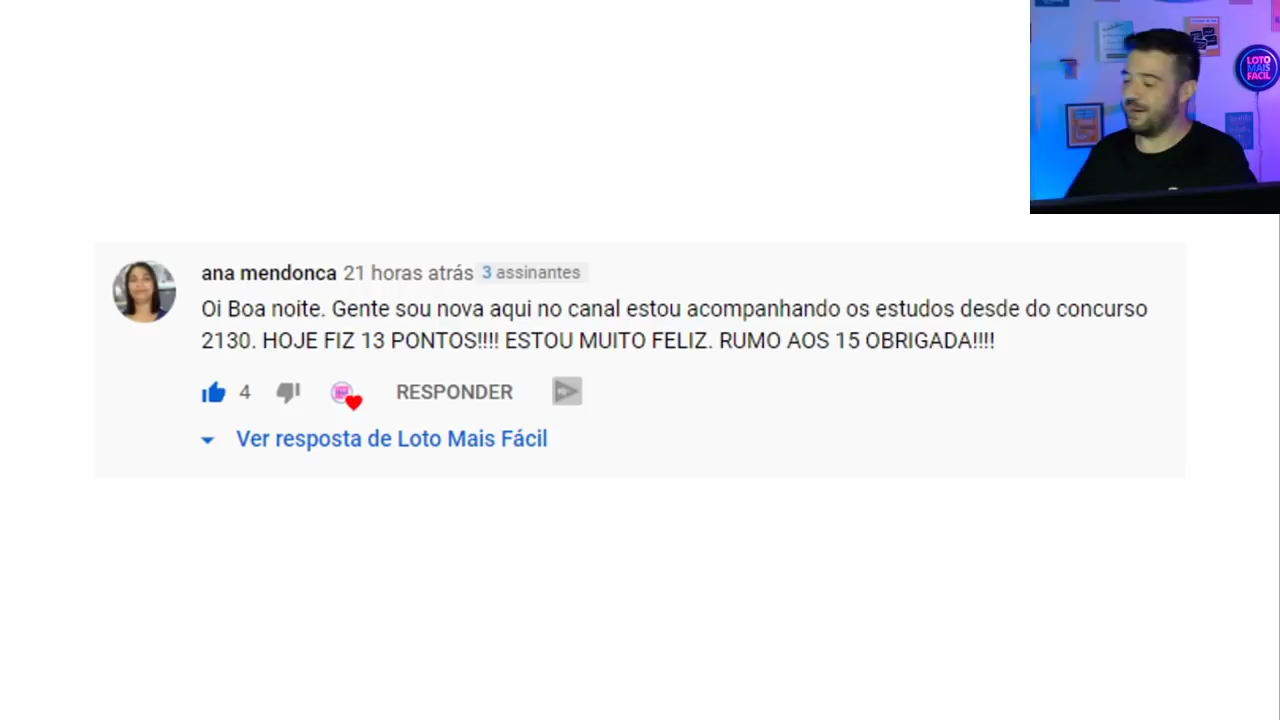 LOTO
MAIS
FACIL
ana mendonca 21 horas atrás 3 assinantes
Oi Boa noite. Gente sou nova aqui no canal estou acompanhando os estudos desde do concurso
2130. HOJE FIZ 13 PONTOS!!!! ESTOU MUITO FELIZ. RUMO AOS 15 OBRIGADA!!!!
4 RESPONDER
Ver resposta de Loto Mais Fácil